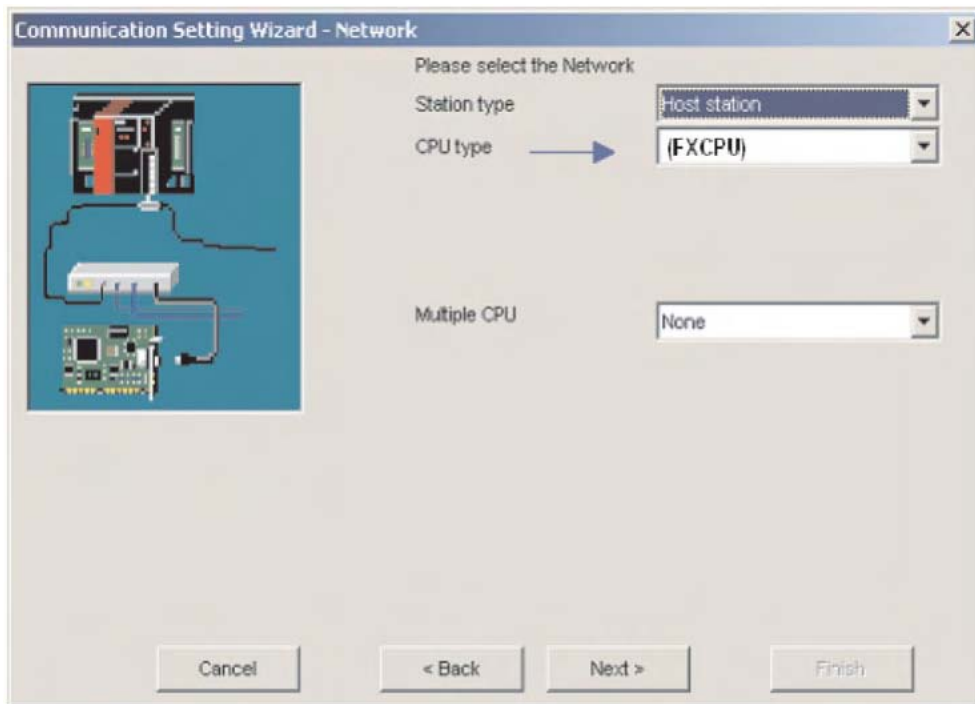 Communication Setting Wizard - Network
Please select the Network
Station type
Host station
CPU type
(FXCPU)
Multiple CPU
None
Cancel
< Back
Next >
Finish